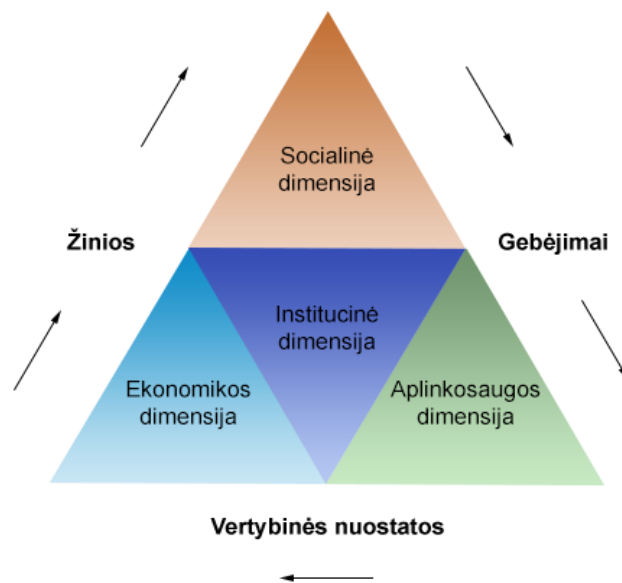 Socialinė
dimensija
Žinios
Gebėjimai
Institucinė
dimensija
Ekonomikos
dimensija
Aplinkosaugos
dimensija
Vertybinės nuostatos